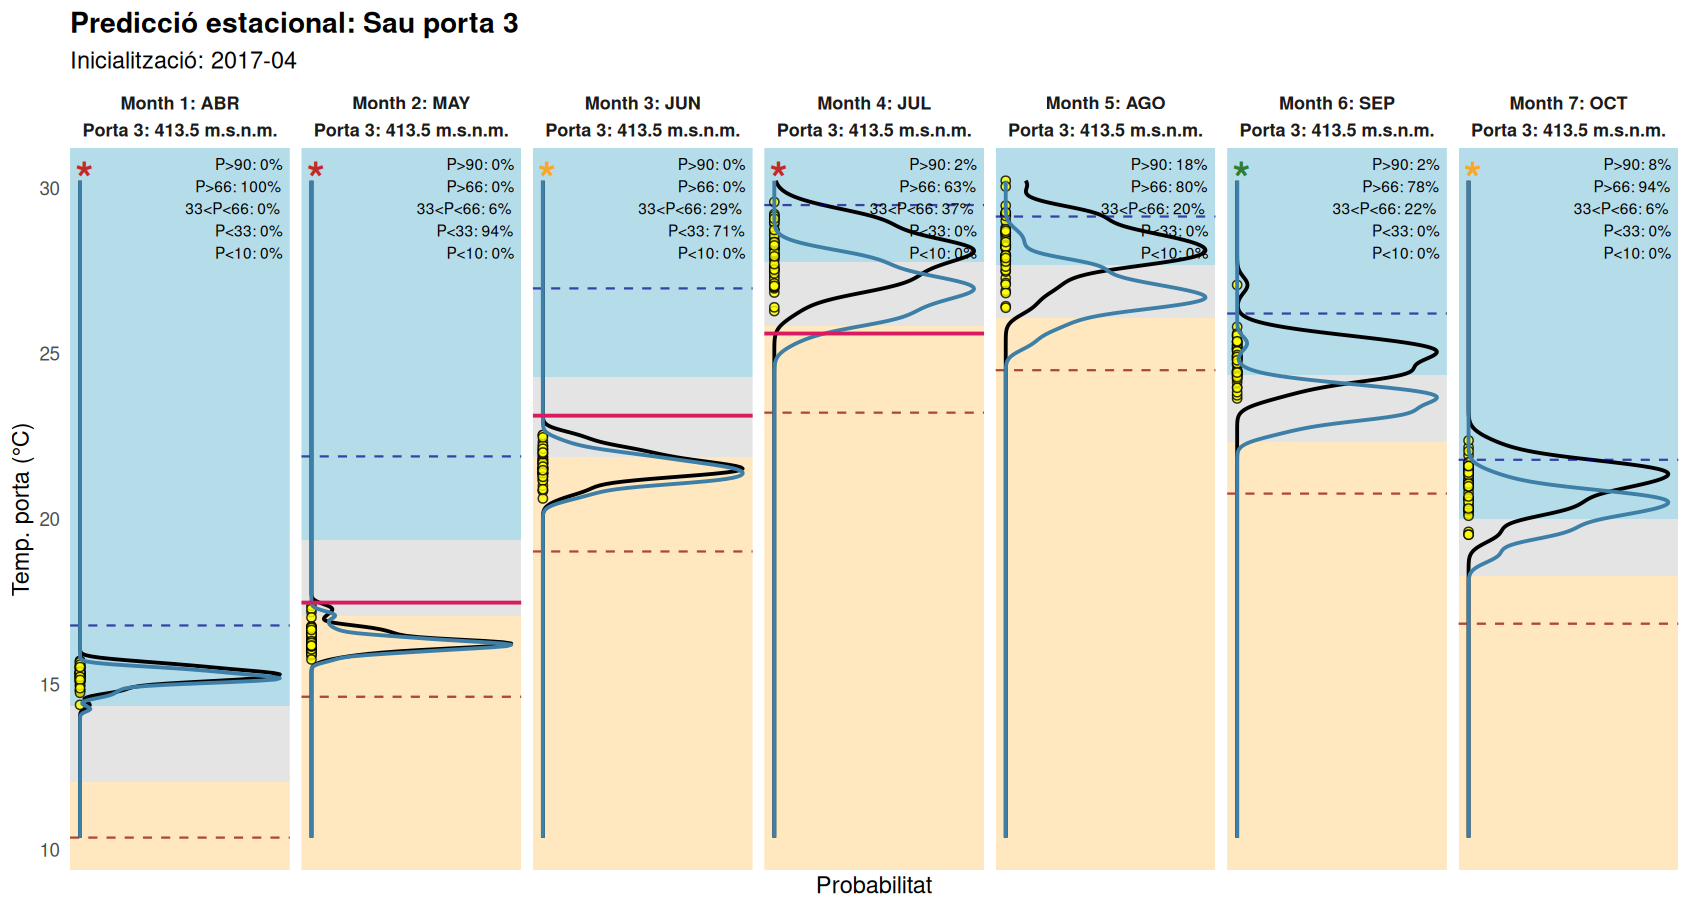 Predicció estacional: Sau porta 3
Inicialització: 2017-04
Month 1: ABR
Porta 3: 413.5 m.s.n.m.
Month 2: MAY
Porta 3: 413.5 m.s.n.m.
Month 3: JUN
Porta 3: 413.5 m.s.n.m.
Month 4: JUL
Porta 3: 413.5 m.s.n.m.
Month 5: AGO
Porta 3: 413.5 m.s.n.m.
Month 6: SEP
Porta 3: 413.5 m.s.n.m.
Month 7: OCT
Porta 3: 413.5 m.s.n.m.
Temp. porta (°C)
30
25
20
15
10
*
P>90: 0%
P>66: 100%
33<P<66: 0%
P<33: 0%
P<10: 0%
*
P>90: 0%
P>66: 0%
33<P<66: 6%
P<33: 94%
P<10: 0%
*
P>90: 0%
P>66: 0%
33<P<66: 29%
P<33: 71%
P<10: 0%
*
P>90: 2%
P>66: 63%
33<P<66: 37%
P<33: 0%
P<10: 0%
P>90: 18%
P>66: 80%
33<P<66: 20%
P<33: 0%
P<10: 0%
*
P>90: 2%
P>66: 78%
33<P<66: 22%
P<33: 0%
P<10: 0%
*
P>90: 8%
P>66: 94%
33<P<66: 6%
P<33: 0%
P<10: 0%
Probabilitat